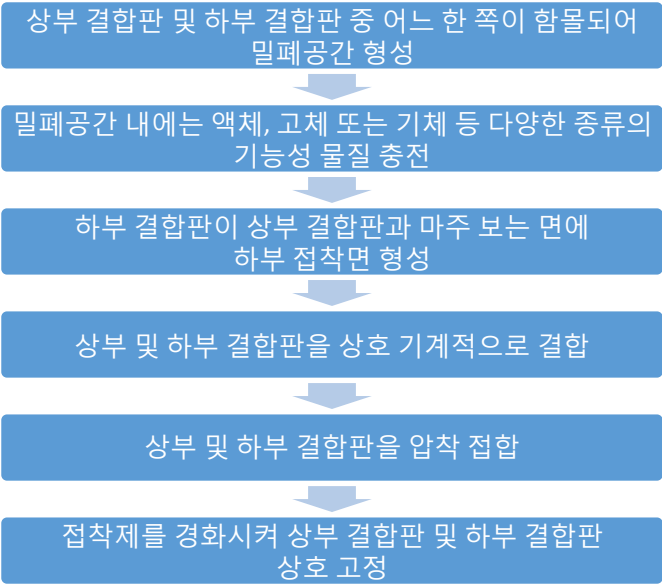 상부 결합판 및 하부 결합판 중 어느 한 쪽이 함몰되어
밀폐공간 형성
밀폐공간 내에는 액체, 고체 또는 기체 등 다양한 종류의
기능성 물질 충전
하부 결합판이 상부 결합판과 마주 보는 면에
하부 접착면 형성
상부 및 하부 결합판을 상호 기계적으로 결합
상부 및 하부 결합판을 압착 접합
접착제를 경화시켜 상부 결합판 및 하부 결합판
상호 고정